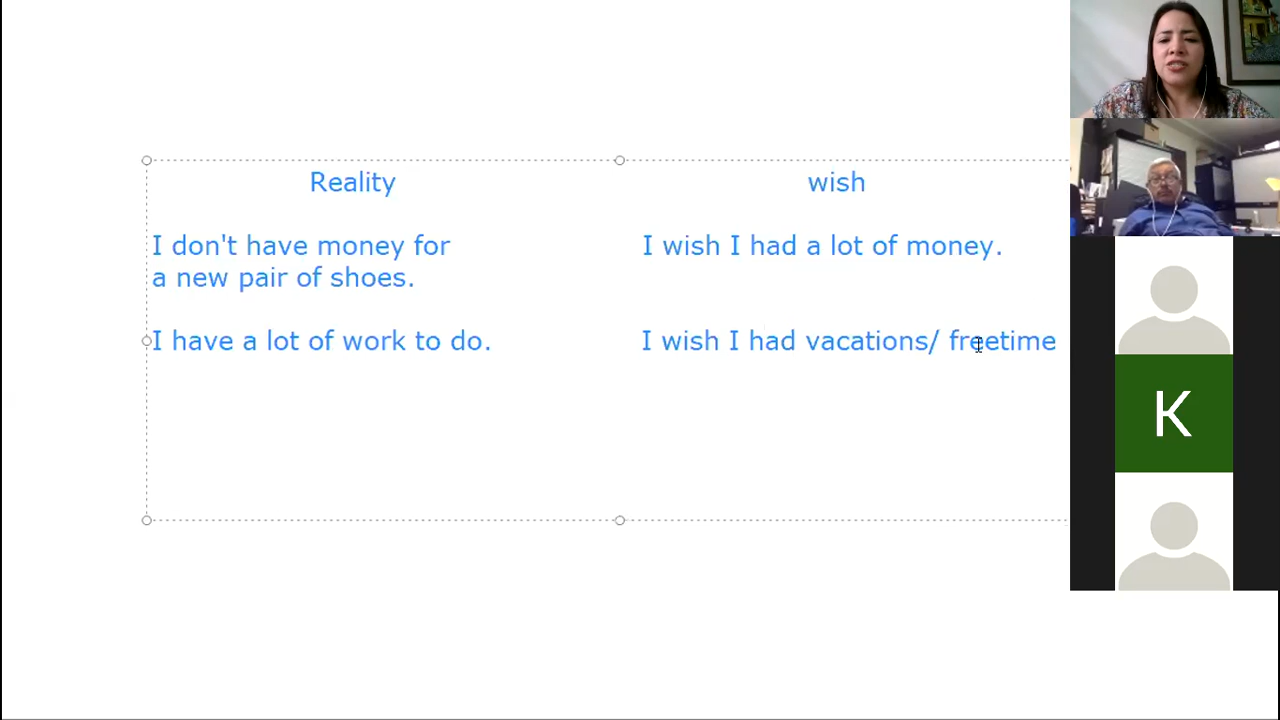 Reality wish
I don't have money for I wish I had a lot of money.
a new pair of shoes.
I have a lot of work to do. I wish I had vacations/ freetime
K